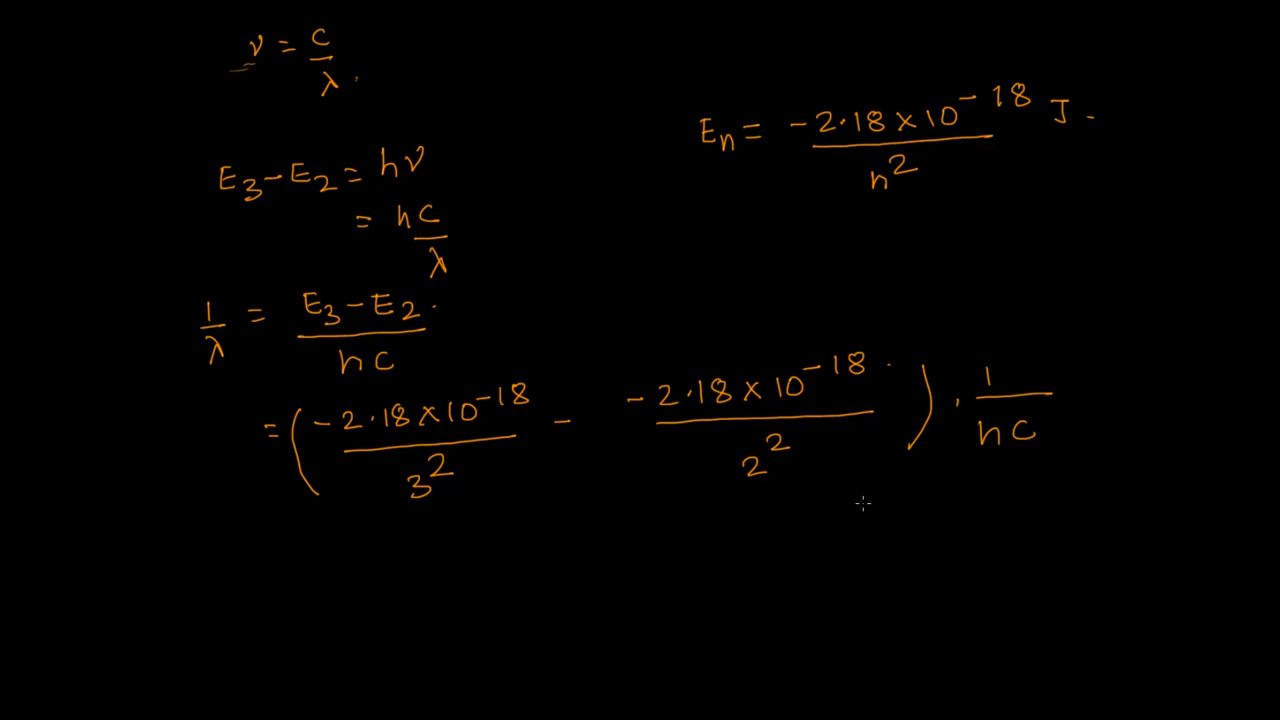 ν = c/λ.
Eₙ = -2.18 × 10⁻¹⁸/n² J.
E₃ - E₂ = hν
= hc/λ
1/λ = E₃ - E₂/hc.
= (-2.18 × 10⁻¹⁸/3² - -2.18 × 10⁻¹⁸/2²) . 1/hc